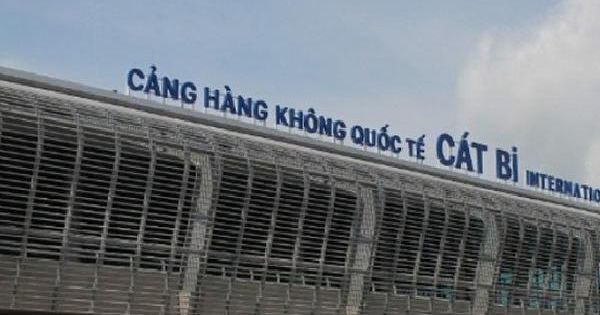 CẢNG HÀNG KHÔNG QUỐC TẾ CÁT BI INTERNATIO